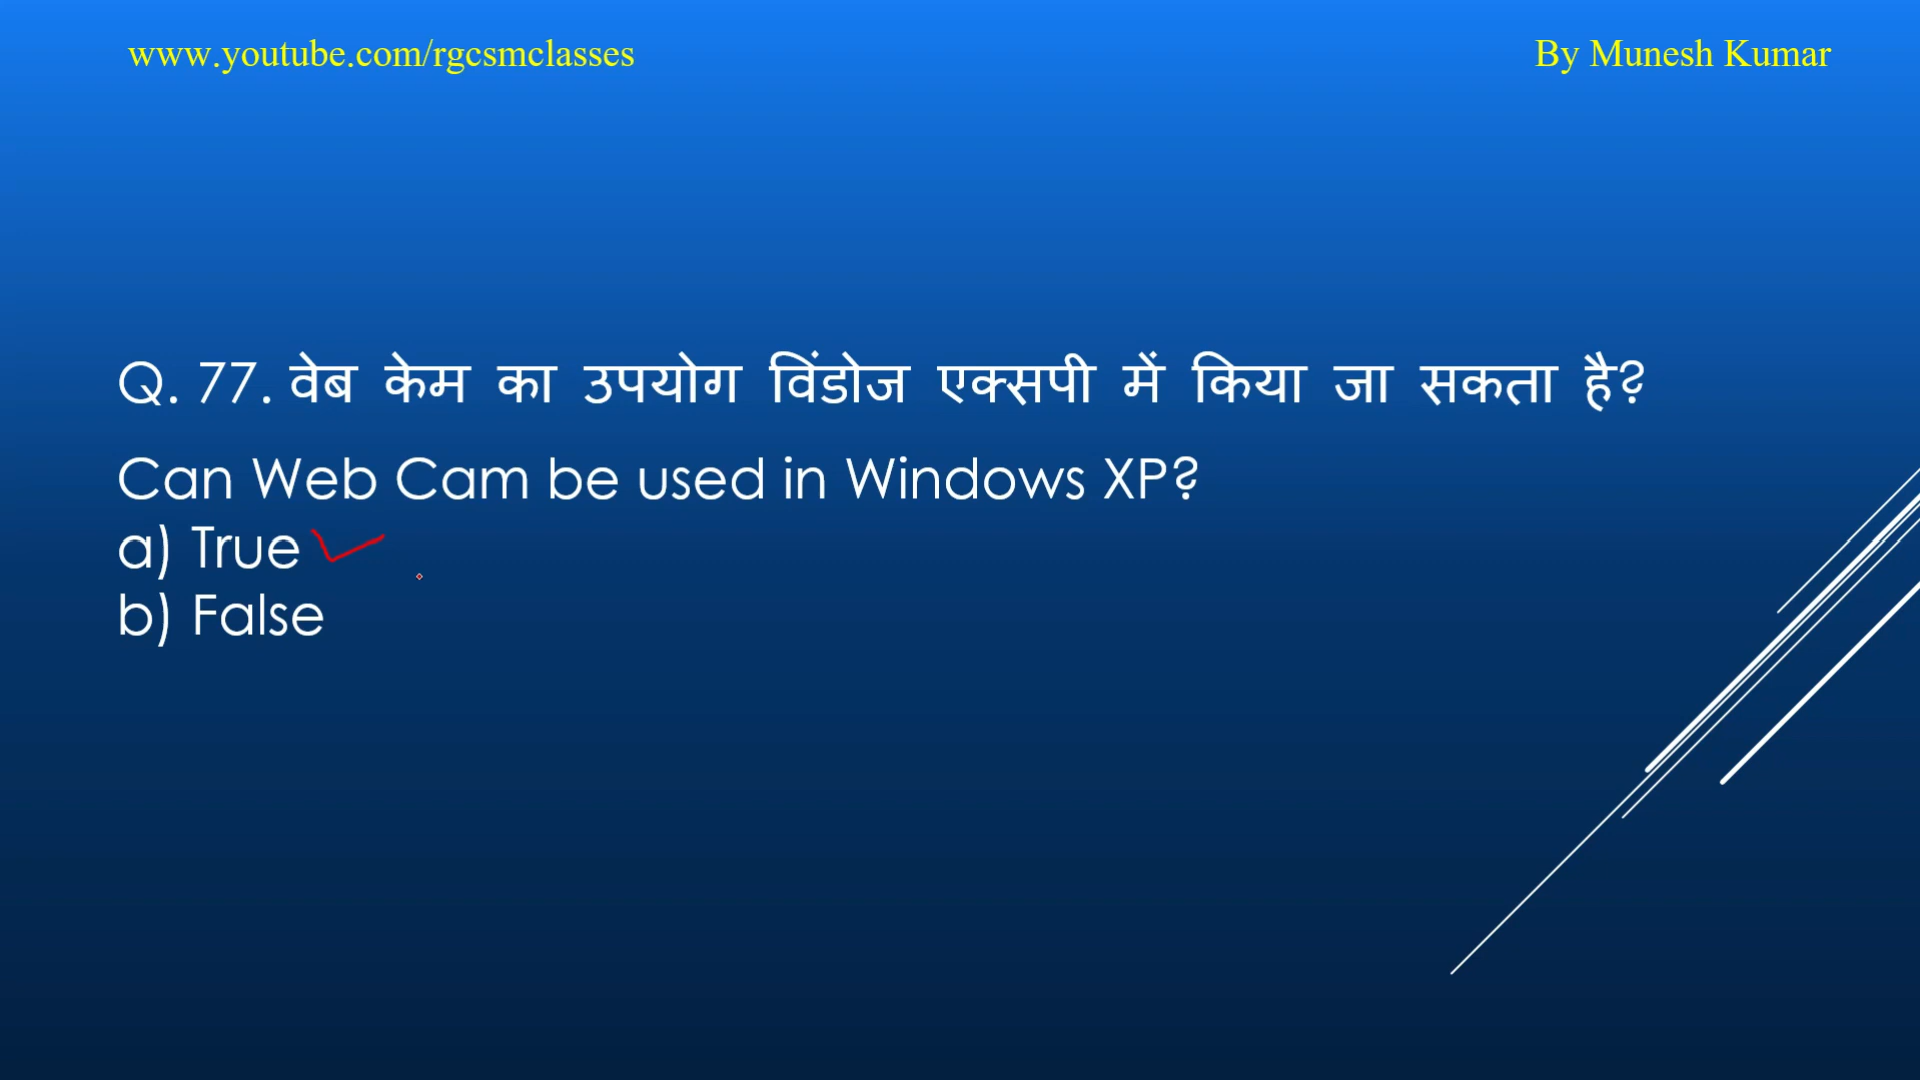 www.youtube.com/rgcsmclasses
By Munesh Kumar
Q. 77. वेब केम का उपयोग विंडोज एक्सपी में किया जा सकता है?
Can Web Cam be used in Windows XP?
a) True
b) False